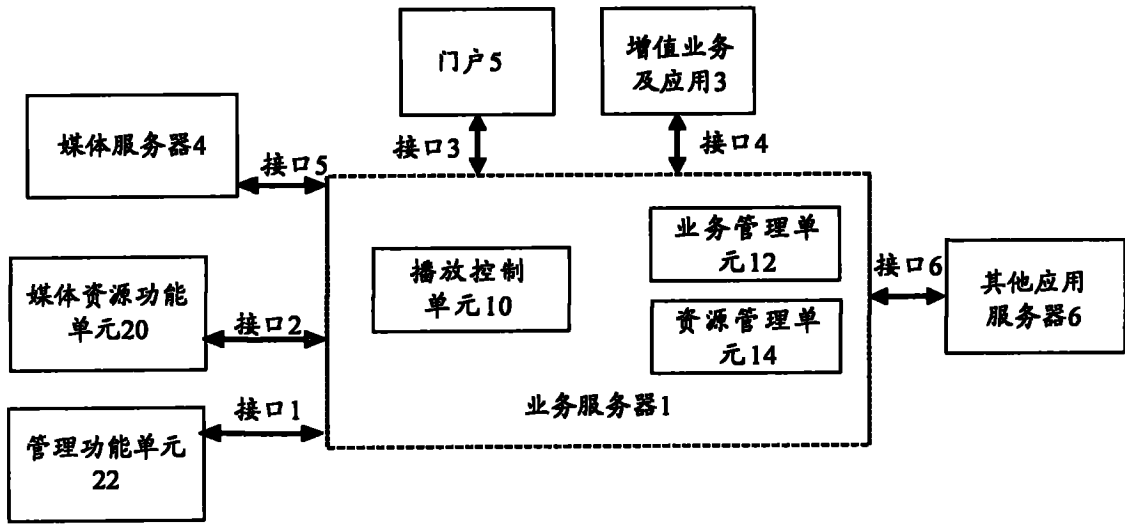 门户5
增值业务
及应用3
媒体服务器4
接口5
接口3
接口4
业务管理单
元12
播放控制
单元10
接口6
其他应用
服务器6
媒体资源功能
单元20
接口2
资源管理单
元14
业务服务器1
接口1
管理功能单元
22